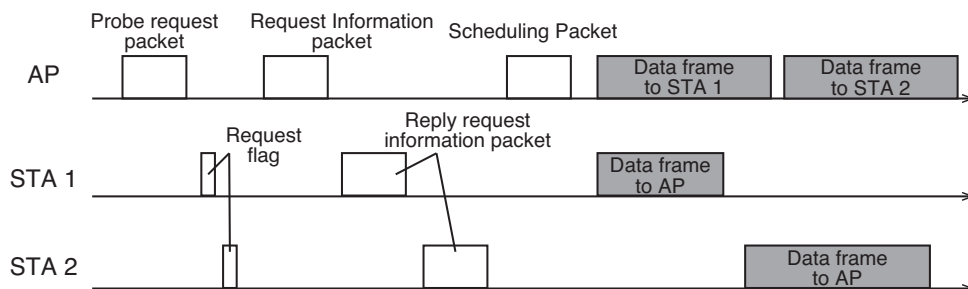 Probe request
packet
Request Information
packet
Scheduling Packet
AP
Data frame
to STA 1
Data frame
to STA 2
Request
flag
Reply request
information packet
STA 1
Data frame
to AP
STA 2
Data frame
to AP